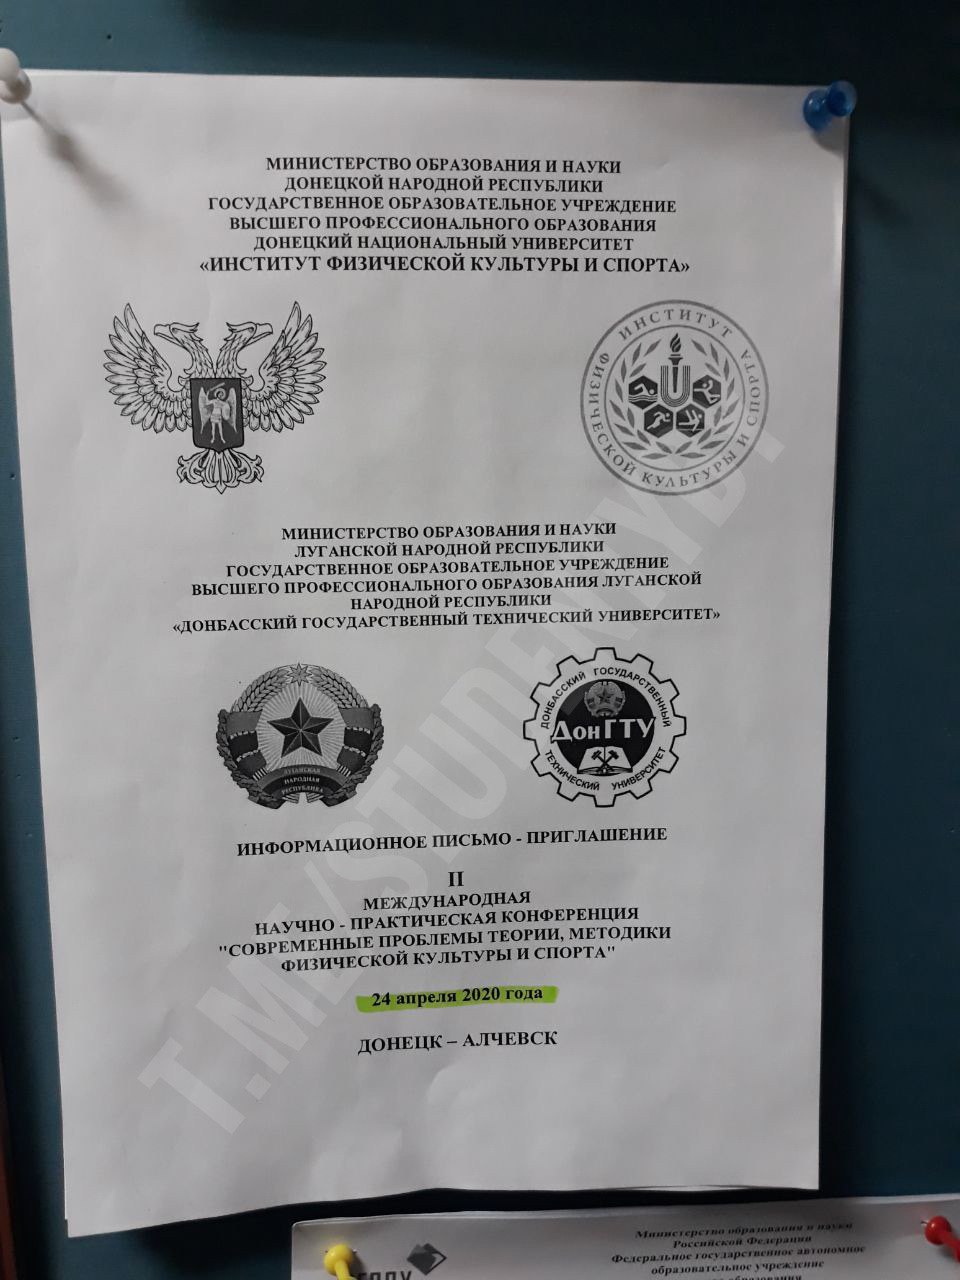 МИНИСТЕРСТВО ОБРАЗОВАНИЯ И НАУКИ
ДОНЕЦКОЙ НАРОДНОЙ РЕСПУБЛИКИ
ГОСУДАРСТВЕННОЕ ОБРАЗОВАТЕЛЬНОЕ УЧРЕЖДЕНИЕ
ВЫСШЕГО ПРОФЕССИОНАЛЬНОГО ОБРАЗОВАНИЯ
ДОНЕЦКИЙ НАЦИОНАЛЬНЫЙ УНИВЕРСИТЕТ
«ИНСТИТУТ ФИЗИЧЕСКОЙ КУЛЬТУРЫ И СПОРТА»
ИНСТИТУТ ФИЗИЧЕСКОЙ КУЛЬТУРЫ И СПОРТА
МИНИСТЕРСТВО ОБРАЗОВАНИЯ И НАУКИ
ЛУГАНСКОЙ НАРОДНОЙ РЕСПУБЛИКИ
ГОСУДАРСТВЕННОЕ ОБРАЗОВАТЕЛЬНОЕ УЧРЕЖДЕНИЕ
ВЫСШЕГО ПРОФЕССИОНАЛЬНОГО ОБРАЗОВАНИЯ ЛУГАНСКОЙ
НАРОДНОЙ РЕСПУБЛИКИ
«ДОНБАССКИЙ ГОСУДАРСТВЕННЫЙ ТЕХНИЧЕСКИЙ УНИВЕРСИТЕТ»
ЛУГАНСКАЯ
НАРОДНАЯ
РЕСПУБЛИКА
ДОНБАССКИЙ ГОСУДАРСТВЕННЫЙ
ДонГТУ
ТЕХНИЧЕСКИЙ УНИВЕРСИТЕТ
ИНФОРМАЦИОННОЕ ПИСЬМО - ПРИГЛАШЕНИЕ
II
МЕЖДУНАРОДНАЯ
НАУЧНО - ПРАКТИЧЕСКАЯ КОНФЕРЕНЦИЯ
"СОВРЕМЕННЫЕ ПРОБЛЕМЫ ТЕОРИИ, МЕТОДИКИ
ФИЗИЧЕСКОЙ КУЛЬТУРЫ И СПОРТА"
24 апреля 2020 года
ДОНЕЦК – АЛЧЕВСК
Министерство образования и науки
Российской Федерации
Федеральное государственное автономное
образовательное учреждение
образования